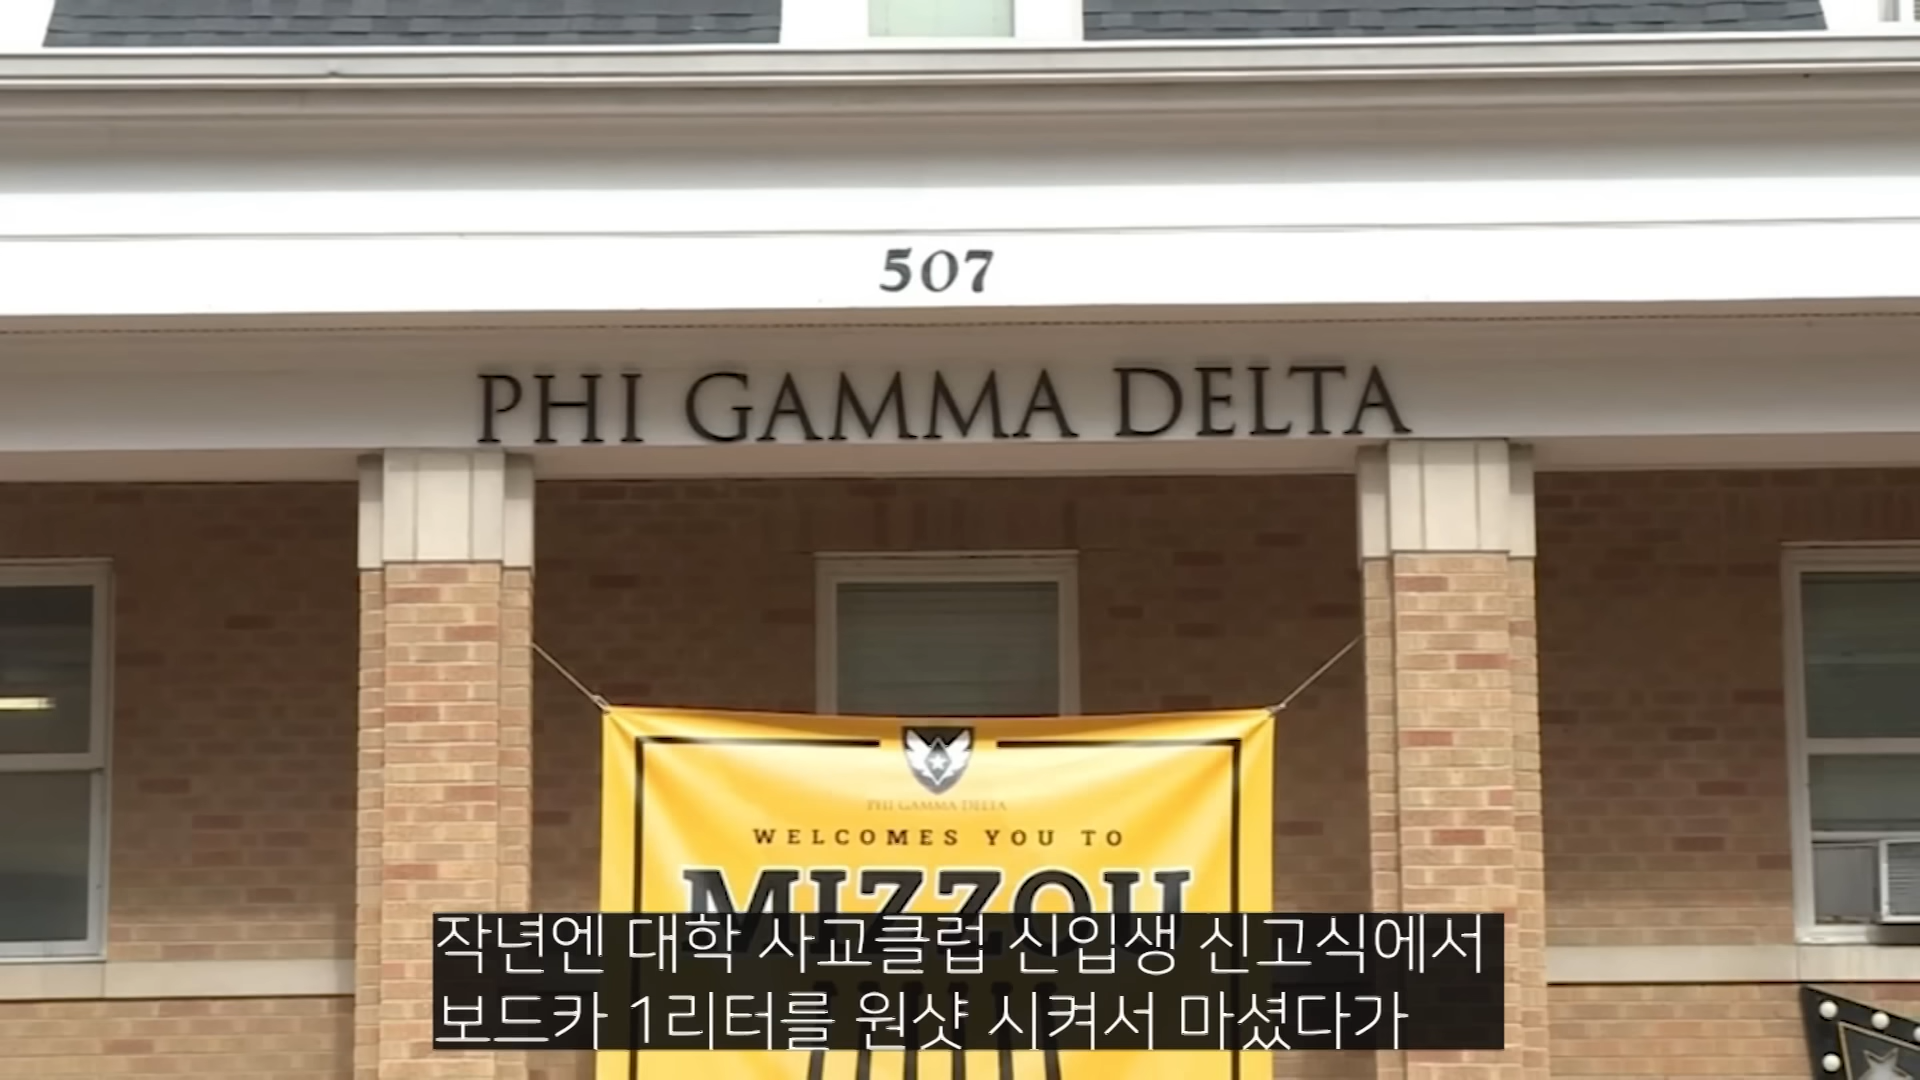 507
PHI GAMMA DELTA
PHI GAMMA DELTA
WELCOMES YOU TO
MIZZOU
작년엔 대학 사교클럽 신입생 신고식에서
보드카 1리터를 원샷 시켜서 마셨다가